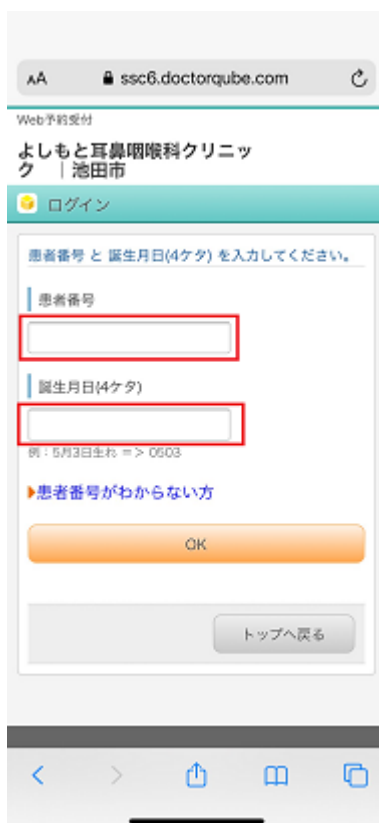 AA ssc6.doctorqube.com
Web予約受付
よしもと耳鼻咽喉科クリニッ
ク ｜池田市
ログイン
患者番号 と 誕生月日(4ケタ) を入力してください。
患者番号
誕生月日(4ケタ)
例：5月3日生れ => 0503
患者番号がわからない方
OK
トップへ戻る